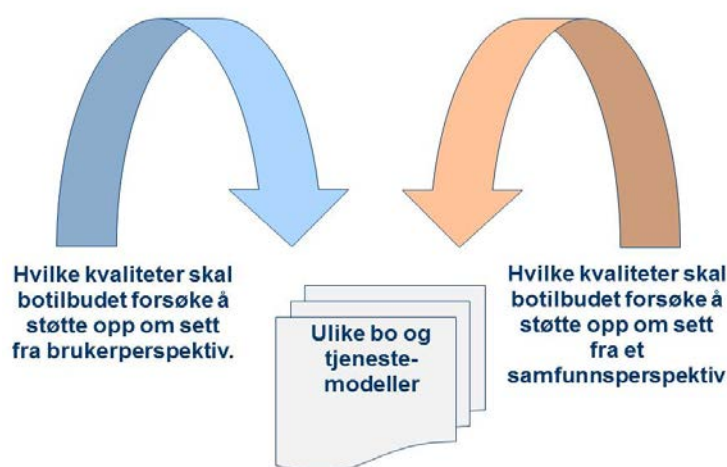 Hvilke kvaliteter skal
botilbudet forsøke å
støtte opp om sett
fra brukerperspektiv.
Ulike bo og
tjeneste-
modeller
Hvilke kvaliteter skal
botilbudet forsøke å
støtte opp om sett
fra et
samfunnsperspektiv